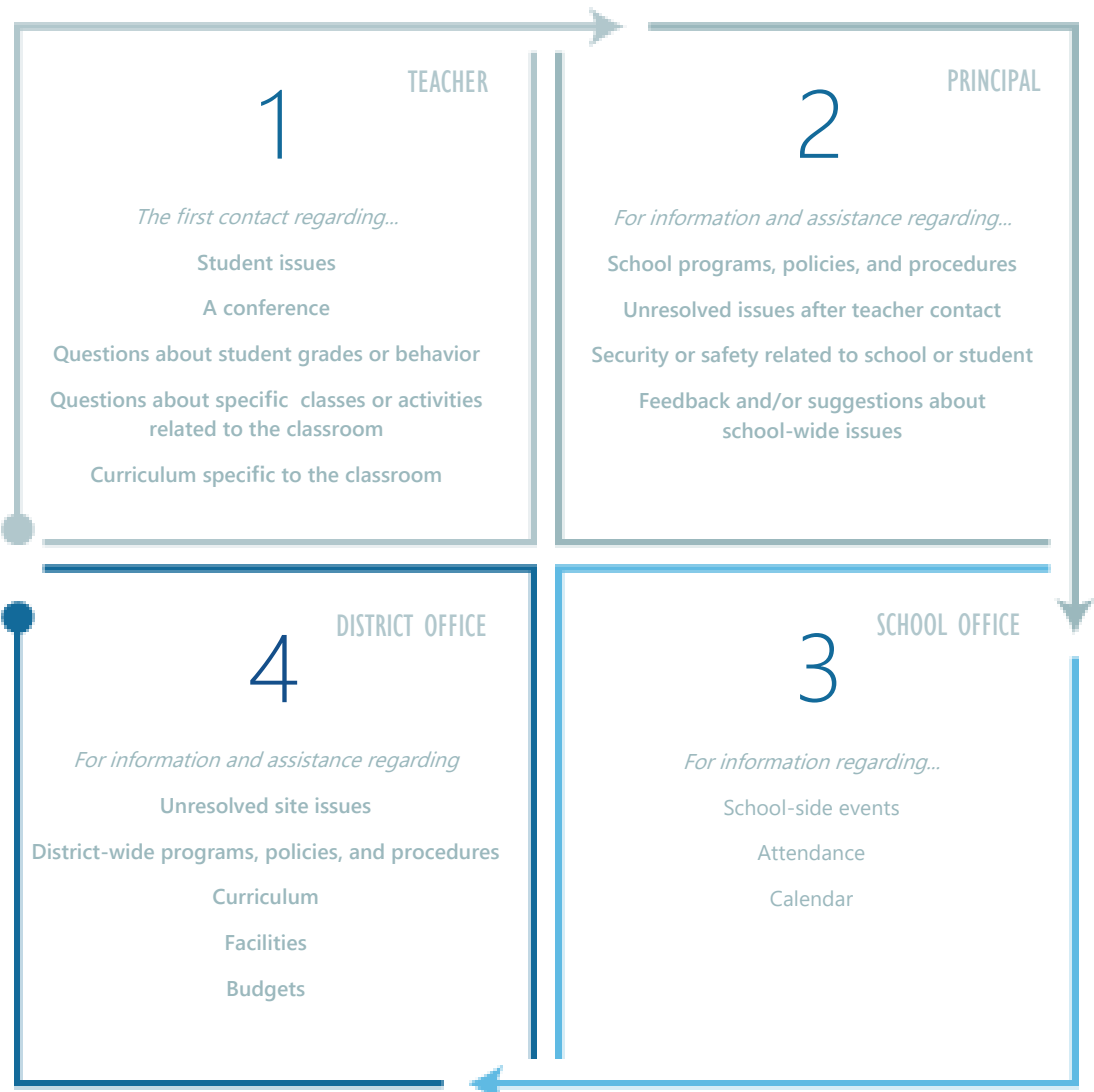 TEACHER
1
The first contact regarding...
Student issues
A conference
Questions about student grades or behavior
Questions about specific classes or activities
related to the classroom
Curriculum specific to the classroom
PRINCIPAL
2
For information and assistance regarding...
School programs, policies, and procedures
Unresolved issues after teacher contact
Security or safety related to school or student
Feedback and/or suggestions about
school-wide issues
SCHOOL OFFICE
3
For information regarding...
School-side events
Attendance
Calendar
DISTRICT OFFICE
4
For information and assistance regarding
Unresolved site issues
District-wide programs, policies, and procedures
Curriculum
Facilities
Budgets